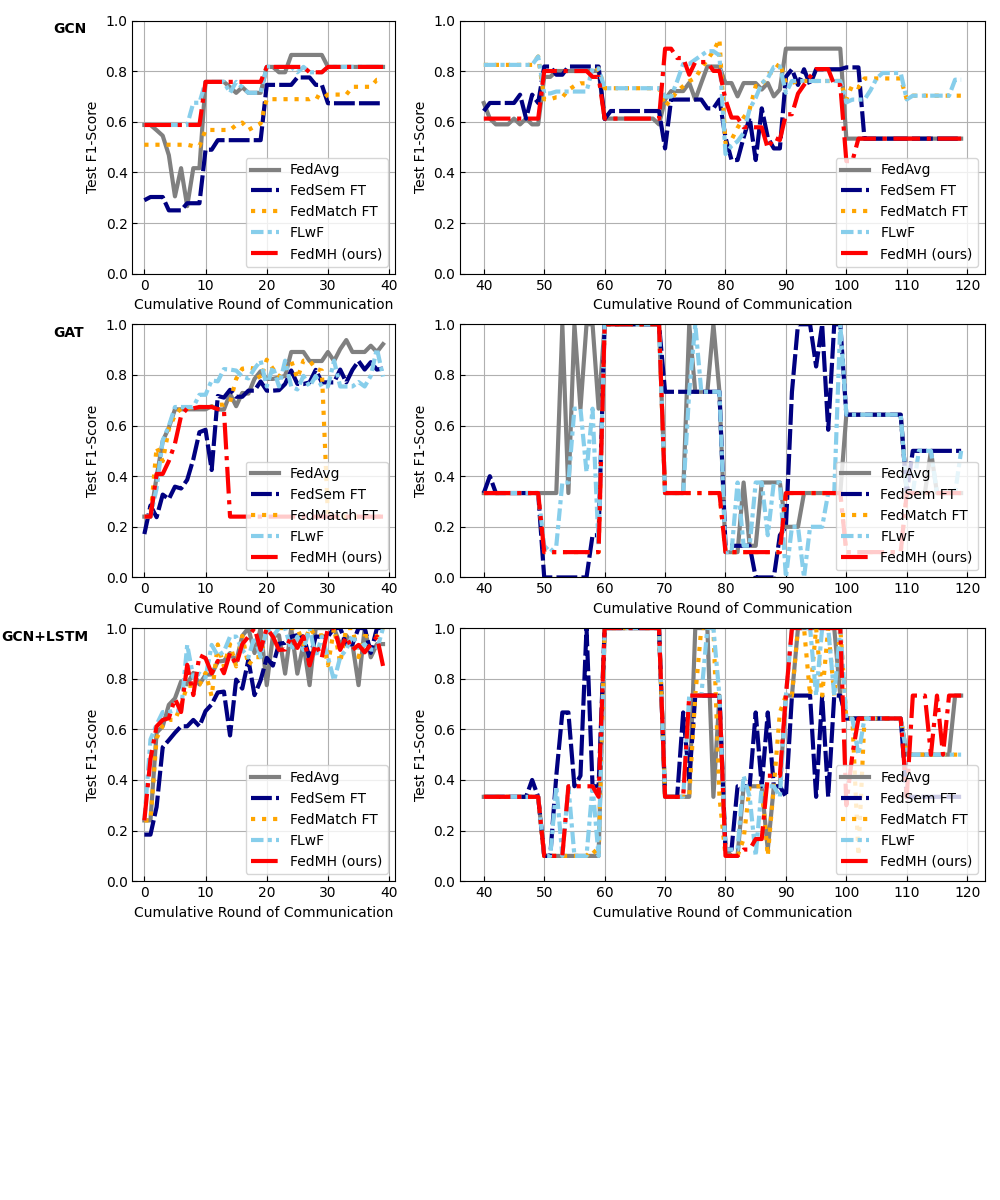 GCN
1.0
0.8
0.6
0.4
0.2
0.0
Test F1-Score
0 10 20 30 40
Cumulative Round of Communication
FedAvg
FedSem FT
FedMatch FT
FLwF
FedMH (ours)
1.0
0.8
0.6
0.4
0.2
0.0
Test F1-Score
40 50 60 70 80 90 100 110 120
Cumulative Round of Communication
FedAvg
FedSem FT
FedMatch FT
FLwF
FedMH (ours)
GAT
1.0
0.8
0.6
0.4
0.2
0.0
Test F1-Score
0 10 20 30 40
Cumulative Round of Communication
FedAvg
FedSem FT
FedMatch FT
FLwF
FedMH (ours)
1.0
0.8
0.6
0.4
0.2
0.0
Test F1-Score
40 50 60 70 80 90 100 110 120
Cumulative Round of Communication
FedAvg
FedSem FT
FedMatch FT
FLwF
FedMH (ours)
GCN+LSTM
1.0
0.8
0.6
0.4
0.2
0.0
Test F1-Score
0 10 20 30 40
Cumulative Round of Communication
FedAvg
FedSem FT
FedMatch FT
FLwF
FedMH (ours)
1.0
0.8
0.6
0.4
0.2
0.0
Test F1-Score
40 50 60 70 80 90 100 110 120
Cumulative Round of Communication
FedAvg
FedSem FT
FedMatch FT
FLwF
FedMH (ours)